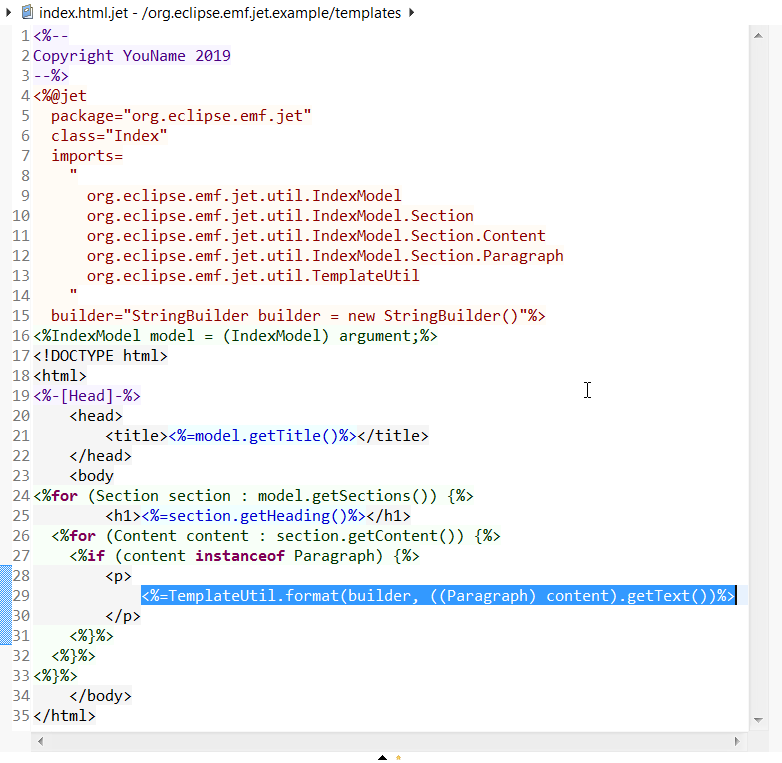 index.html.jet - /org.eclipse.emf.jet.example/templates
1 <%--
2 Copyright YouName 2019
3 --%>
4 <%@jet
5   package="org.eclipse.emf.jet"
6   class="Index"
7   imports=
8     "
9       org.eclipse.emf.jet.util.IndexModel
10       org.eclipse.emf.jet.util.IndexModel.Section
11       org.eclipse.emf.jet.util.IndexModel.Section.Content
12       org.eclipse.emf.jet.util.IndexModel.Section.Paragraph
13       org.eclipse.emf.jet.util.TemplateUtil
14     "
15   builder="StringBuilder builder = new StringBuilder()"%>
16 <%IndexModel model = (IndexModel) argument;%>
17 <!DOCTYPE html>
18 <html>
19 <%-[Head]-%>
20     <head>
21         <title><%=model.getTitle()%></title>
22     </head>
23     <body
24 <%for (Section section : model.getSections()) {%>
25         <h1><%=section.getHeading()%></h1>
26   <%for (Content content : section.getContent()) {%>
27     <%if (content instanceof Paragraph) {%>
28         <p>
29             <%=TemplateUtil.format(builder, ((Paragraph) content).getText())%>
30         </p>
31     <%}%>
32   <%}%>
33 <%}%>
34     </body>
35 </html>